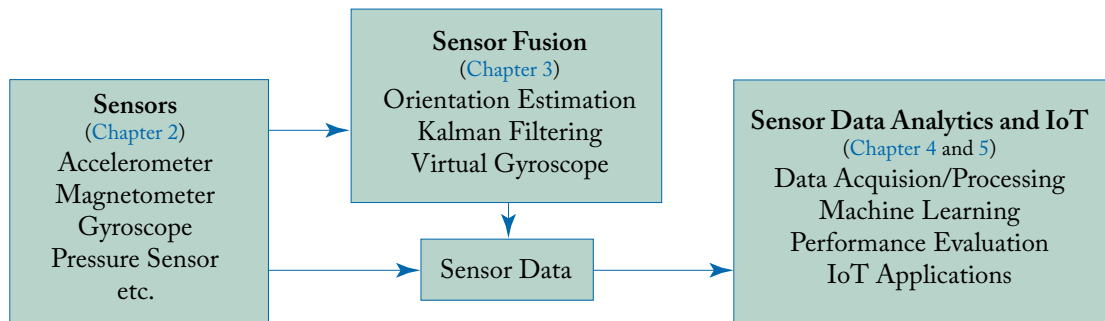 Sensors
(Chapter 2)
Accelerometer
Magnetometer
Gyroscope
Pressure Sensor
etc.
Sensor Fusion
(Chapter 3)
Orientation Estimation
Kalman Filtering
Virtual Gyroscope
Sensor Data
Sensor Data Analytics and IoT
(Chapter 4 and 5)
Data Acquision/Processing
Machine Learning
Performance Evaluation
IoT Applications